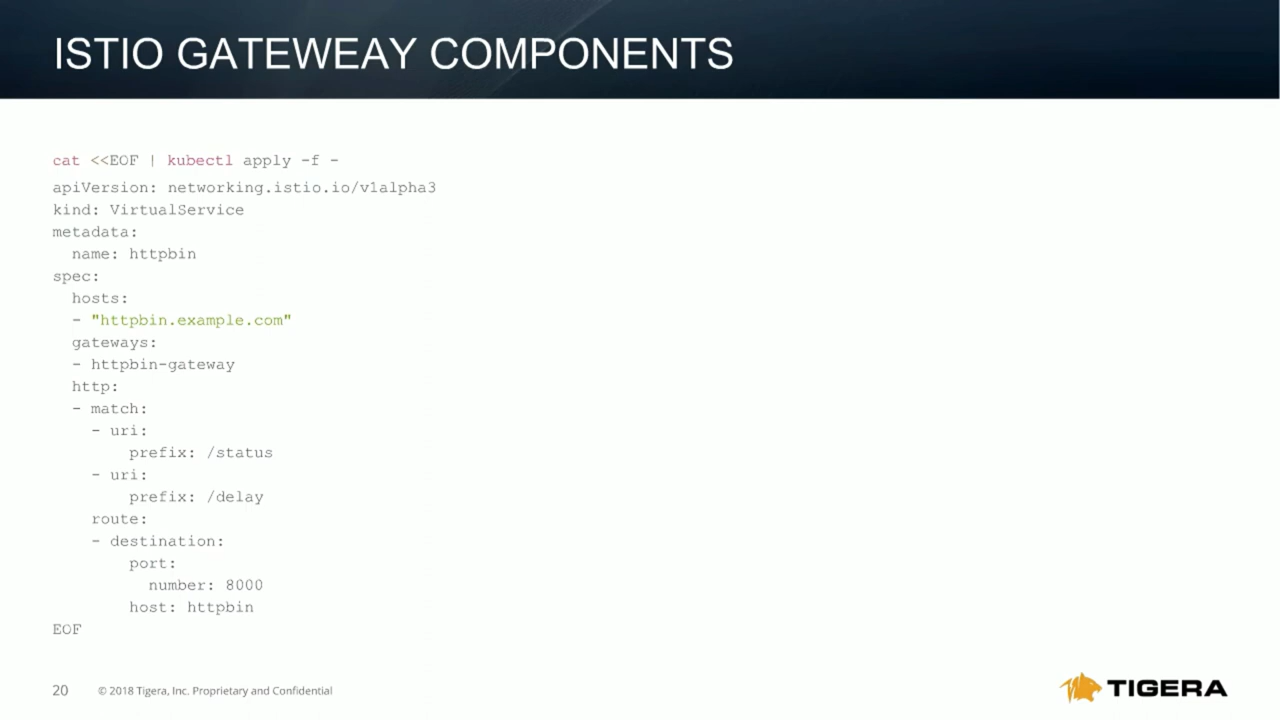 ISTIO GATEWEAY COMPONENTS
cat <<EOF | kubectl apply -f -
apiVersion: networking.istio.io/v1alpha3
kind: VirtualService
metadata:
  name: httpbin
spec:
  hosts:
  - "httpbin.example.com"
  gateways:
  - httpbin-gateway
  http:
  - match:
    - uri:
        prefix: /status
    - uri:
        prefix: /delay
    route:
    - destination:
        port:
          number: 8000
        host: httpbin
EOF
20 © 2018 Tigera, Inc. Proprietary and Confidential
TIGERA